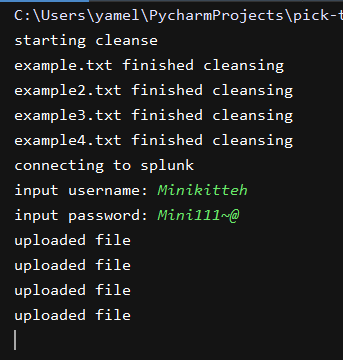 C:\Users\yamel\PycharmProjects\pick-t
starting cleanse
example.txt finished cleansing
example2.txt finished cleansing
example3.txt finished cleansing
example4.txt finished cleansing
connecting to splunk
input username: Minikitteh
input password: Mini111~@
uploaded file
uploaded file
uploaded file
uploaded file